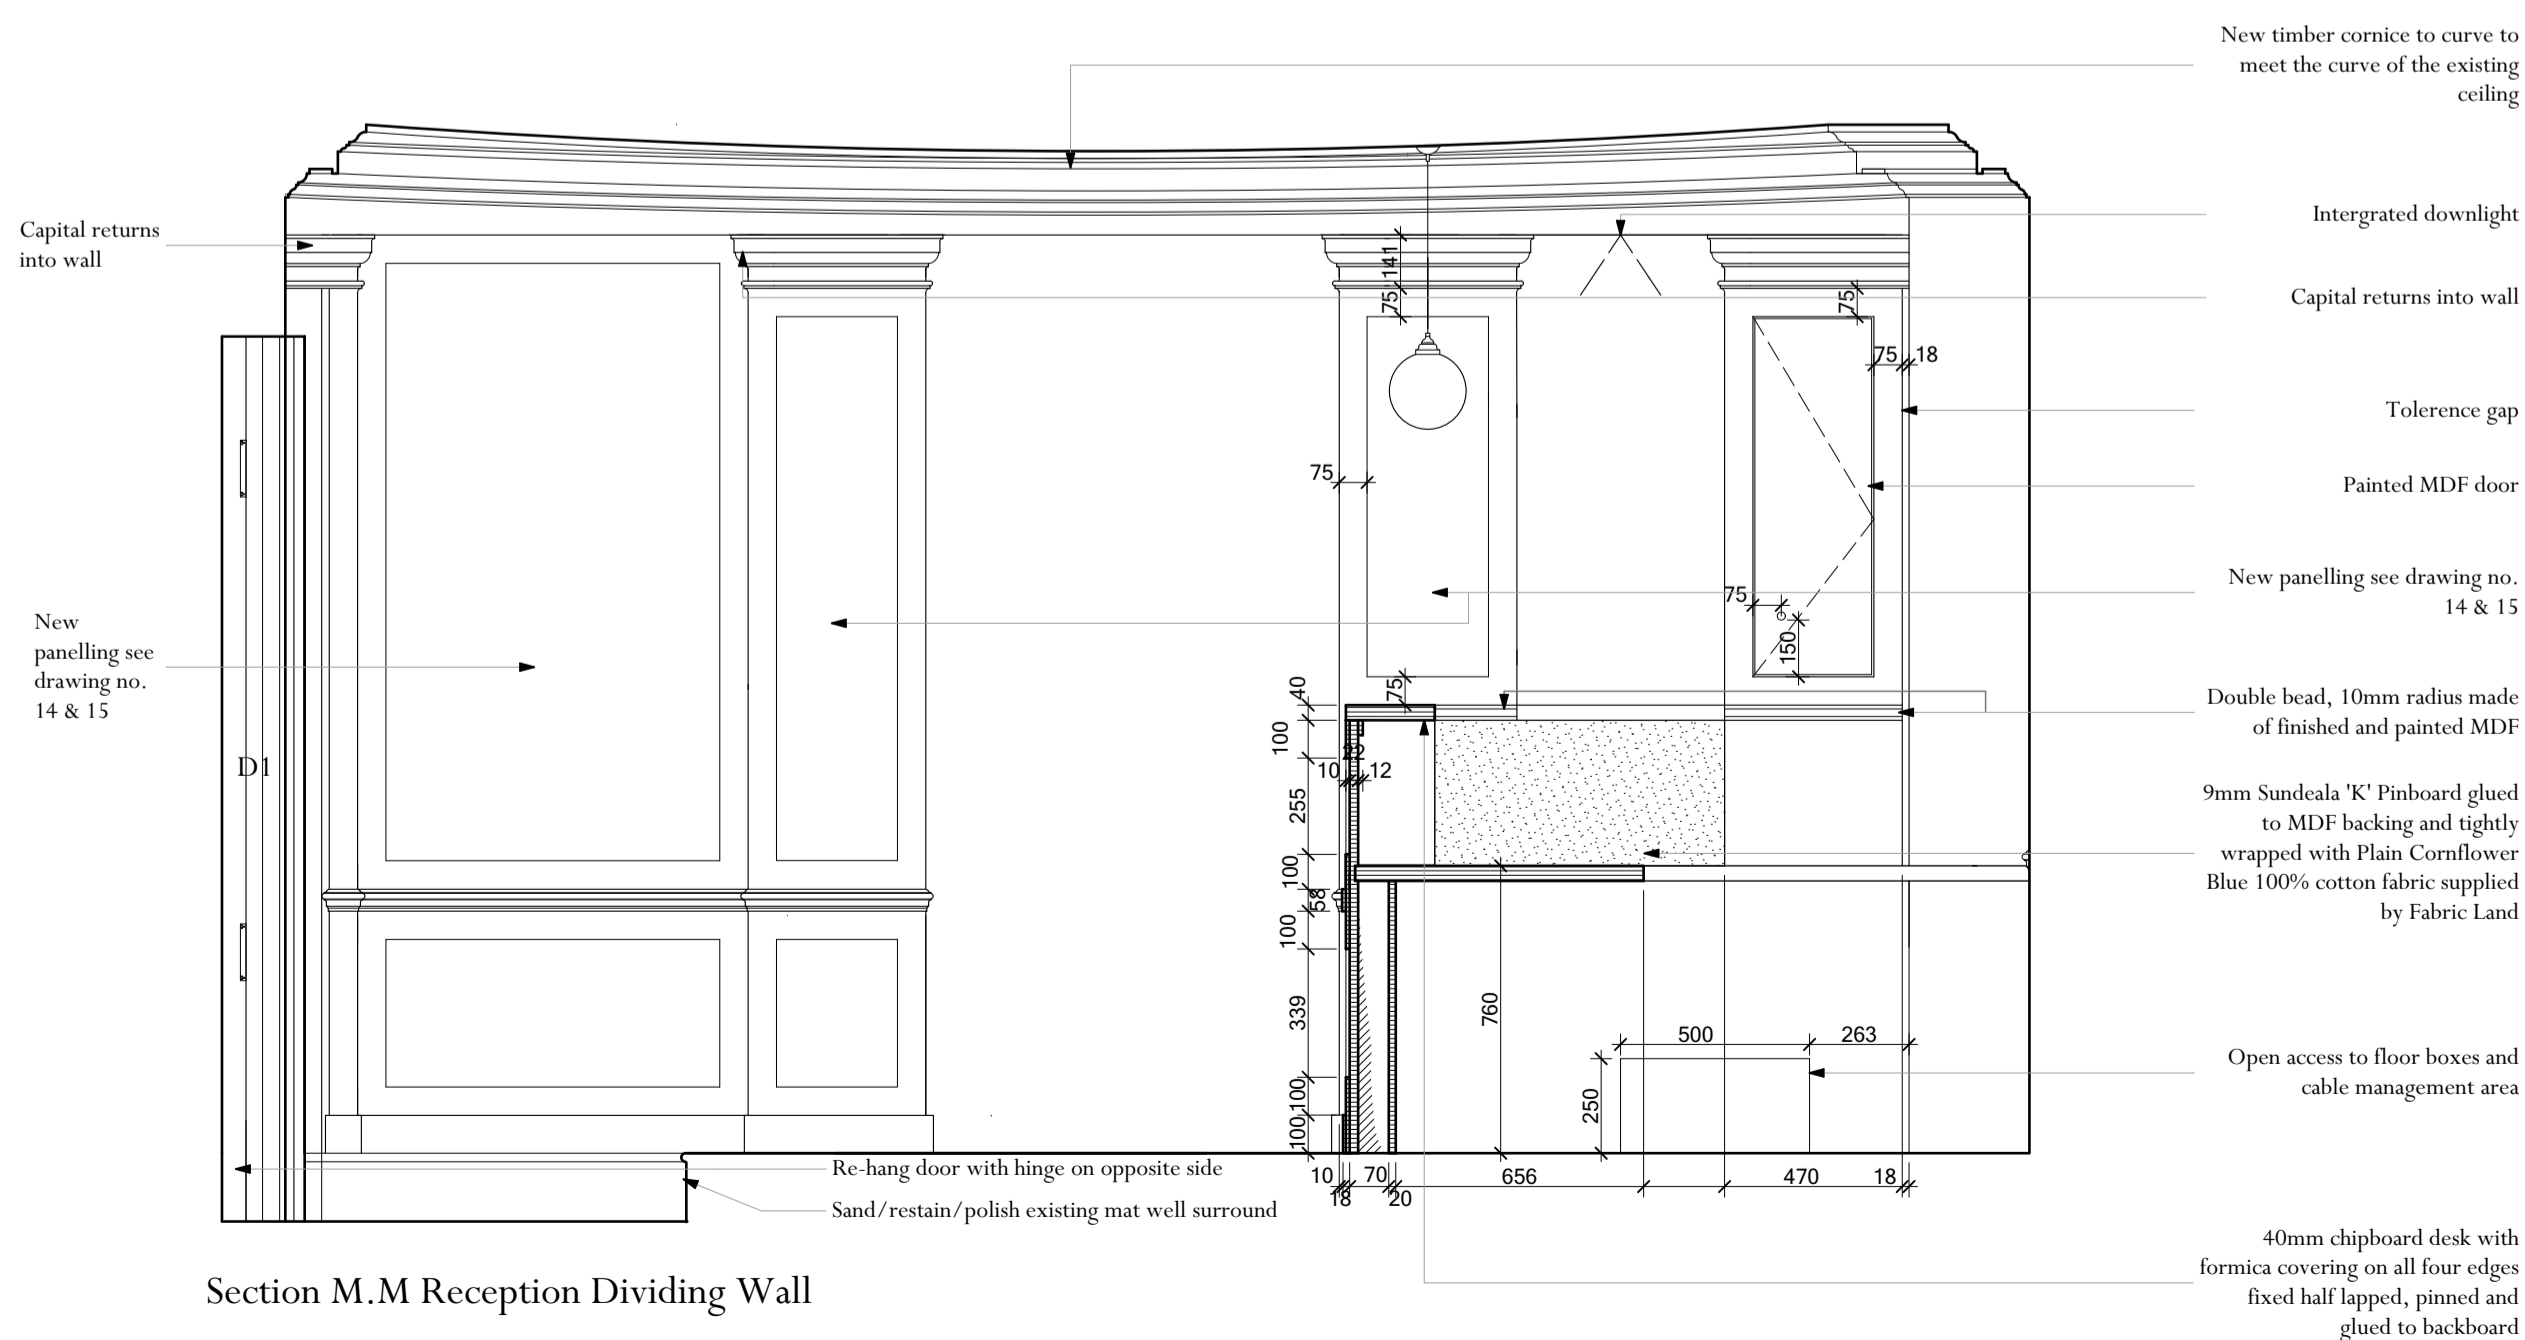 New timber cornice to curve to
meet the curve of the existing
ceiling
Capital returns
into wall
Intergrated downlight
141
75
Capital returns into wall
75
75 18
Tolerence gap
75
Painted MDF door
New
panelling see
drawing no.
14 & 15
New panelling see drawing no.
14 & 15
75
150
75
40
Double bead, 10mm radius made
of finished and painted MDF
100
22
10 12
D1
255
9mm Sundeala 'K' Pinboard glued
to MDF backing and tightly
wrapped with Plain Cornflower
Blue 100% cotton fabric supplied
by Fabric Land
100
58
100
339
760
500 263
250
Open access to floor boxes and
cable management area
100
100
Re-hang door with hinge on opposite side
10 70 656 470 18
18 20
Sand/restain/polish existing mat well surround
40mm chipboard desk with
formica covering on all four edges
fixed half lapped, pinned and
glued to backboard
Section M.M Reception Dividing Wall